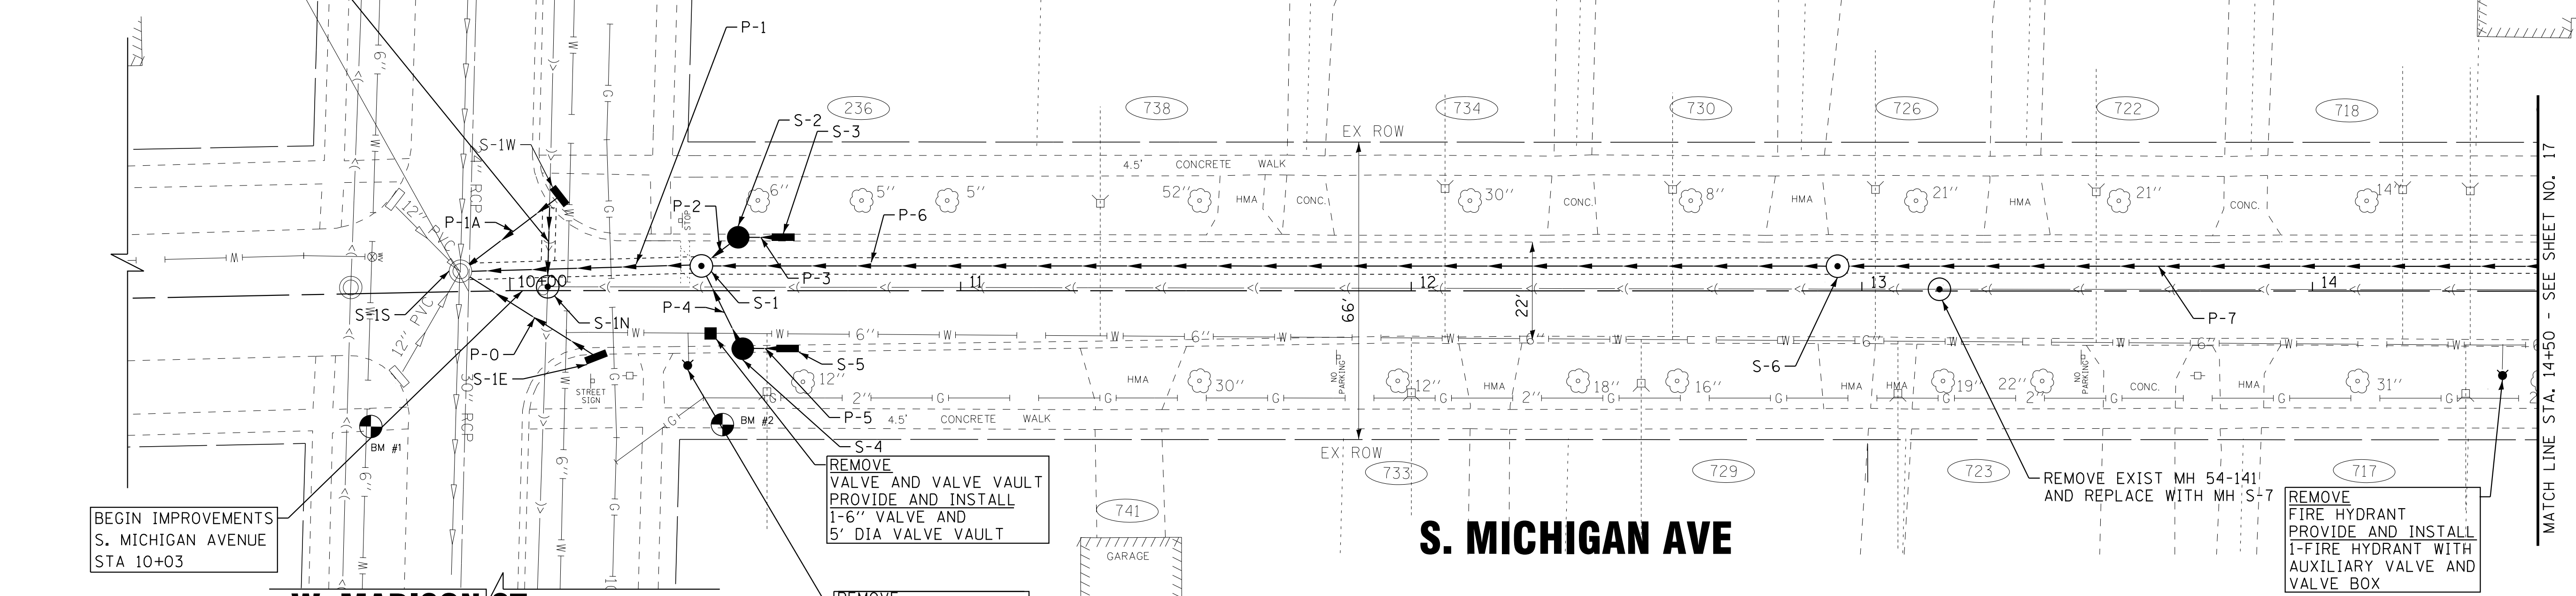 P-1
S-2
S-3
S-1W
236
738
734
730
726
722
718
EX ROW
4.5' CONCRETE WALK
6"
W
G
12" PVC
RCP
P-1A
P-2
STOP
6"
5"
5"
52"
HMA
CONC.
30"
CONC.
8"
HMA
21"
HMA
21"
CONC.
14"
P-6
P-3
S-1
10+00
11
12
13
14
66'
22'
S-1S
12" PVC
P-0
S-1N
P-4
S-1E
30" RCP
STREET
SIGN
W
6"
W
6"
W
6"
W
6"
S-5
S-6
P-7
12"
HMA
30"
NO
PARKING
12"
HMA
18"
16"
HMA
HMA
19"
22"
NO
PARKING
CONC.
HMA
31"
G
2"
G
2"
G
2"
G
P-5
S-4
4.5' CONCRETE WALK
BM #1
BM #2
EX ROW
733
729
723
717
741
GARAGE
BEGIN IMPROVEMENTS
S. MICHIGAN AVENUE
STA 10+03
REMOVE
VALVE AND VALVE VAULT
PROVIDE AND INSTALL
1-6" VALVE AND
5' DIA VALVE VAULT
S. MICHIGAN AVE
REMOVE EXIST MH 54-141
AND REPLACE WITH MH S-7
REMOVE
FIRE HYDRANT
PROVIDE AND INSTALL
1-FIRE HYDRANT WITH
AUXILIARY VALVE AND
VALVE BOX
MATCH LINE STA. 14+50 - SEE SHEET NO. 17
W. MADISON ST
REMOVE